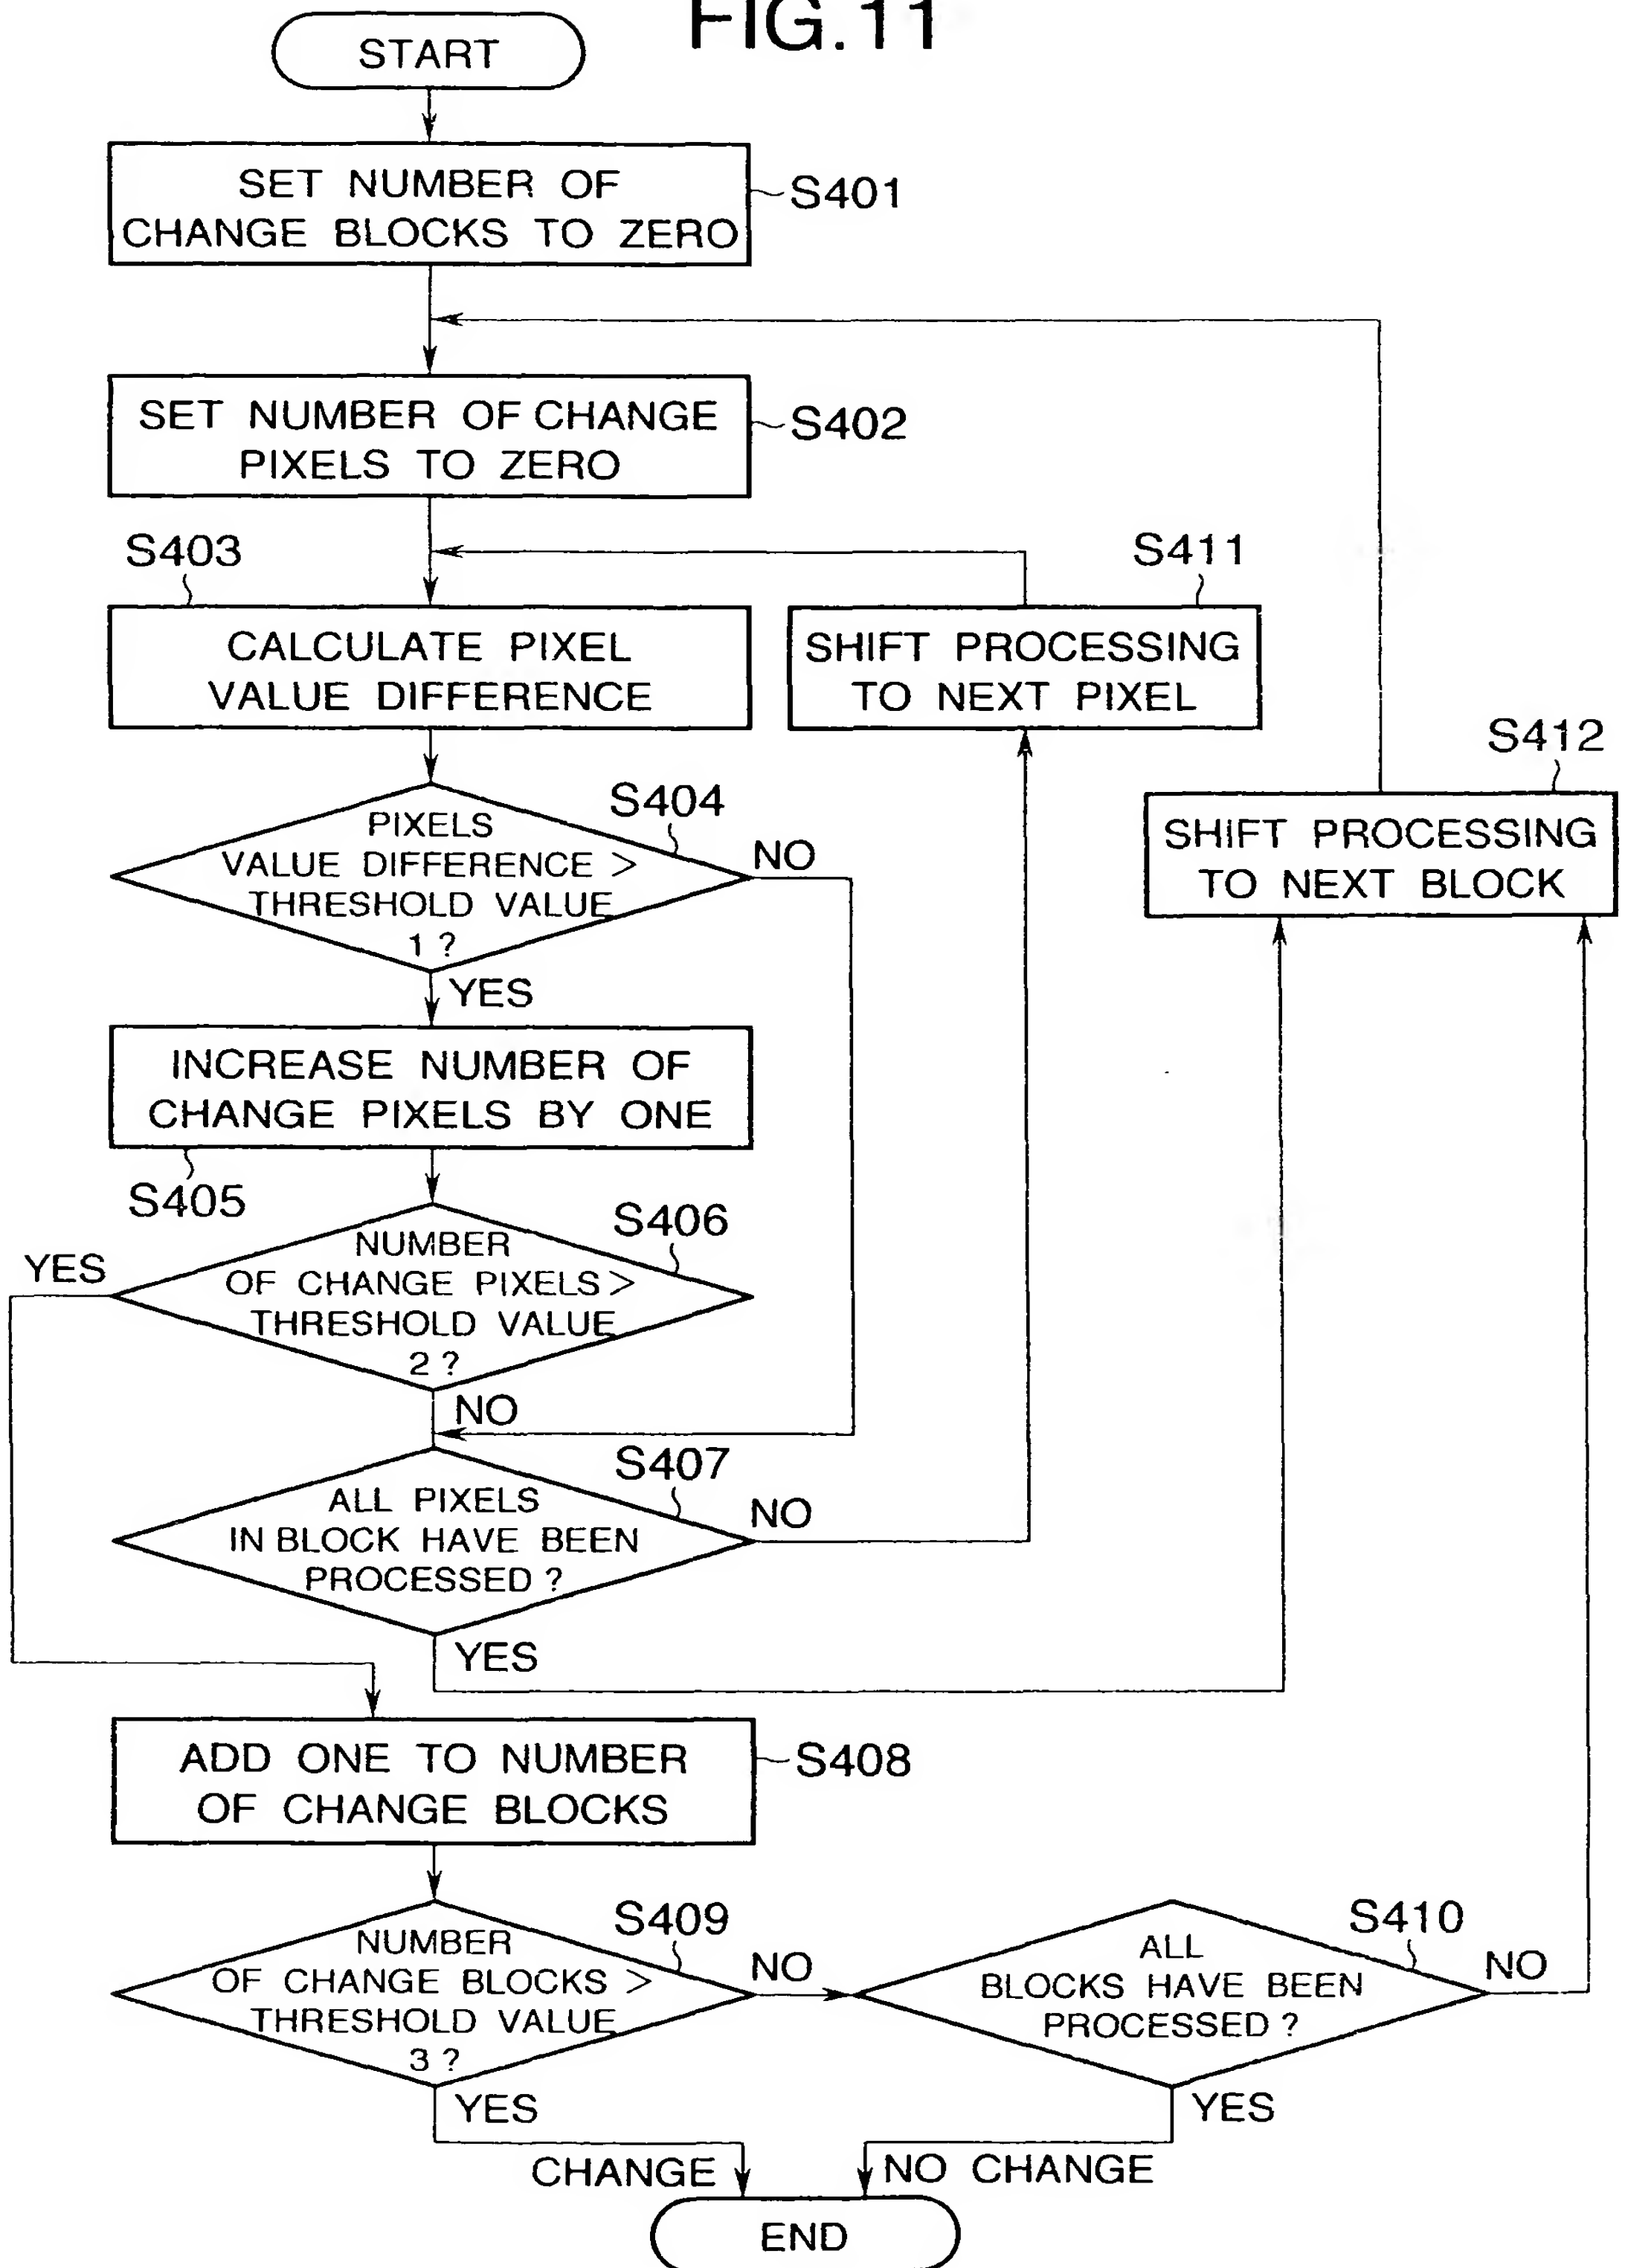 FIG.11
START
SET NUMBER OF
CHANGE BLOCKS TO ZERO
S401
SET NUMBER OF CHANGE
PIXELS TO ZERO
S402
S403
CALCULATE PIXEL
VALUE DIFFERENCE
S411
SHIFT PROCESSING
TO NEXT PIXEL
S412
SHIFT PROCESSING
TO NEXT BLOCK
S404
PIXELS
VALUE DIFFERENCE >
THRESHOLD VALUE
1 ?
NO
YES
INCREASE NUMBER OF
CHANGE PIXELS BY ONE
S405
S406
NUMBER
OF CHANGE PIXELS >
THRESHOLD VALUE
2 ?
YES
NO
S407
ALL PIXELS
IN BLOCK HAVE BEEN
PROCESSED ?
NO
YES
ADD ONE TO NUMBER
OF CHANGE BLOCKS
S408
S409
NUMBER
OF CHANGE BLOCKS >
THRESHOLD VALUE
3 ?
NO
S410
ALL
BLOCKS HAVE BEEN
PROCESSED ?
NO
YES
YES
CHANGE
NO CHANGE
END